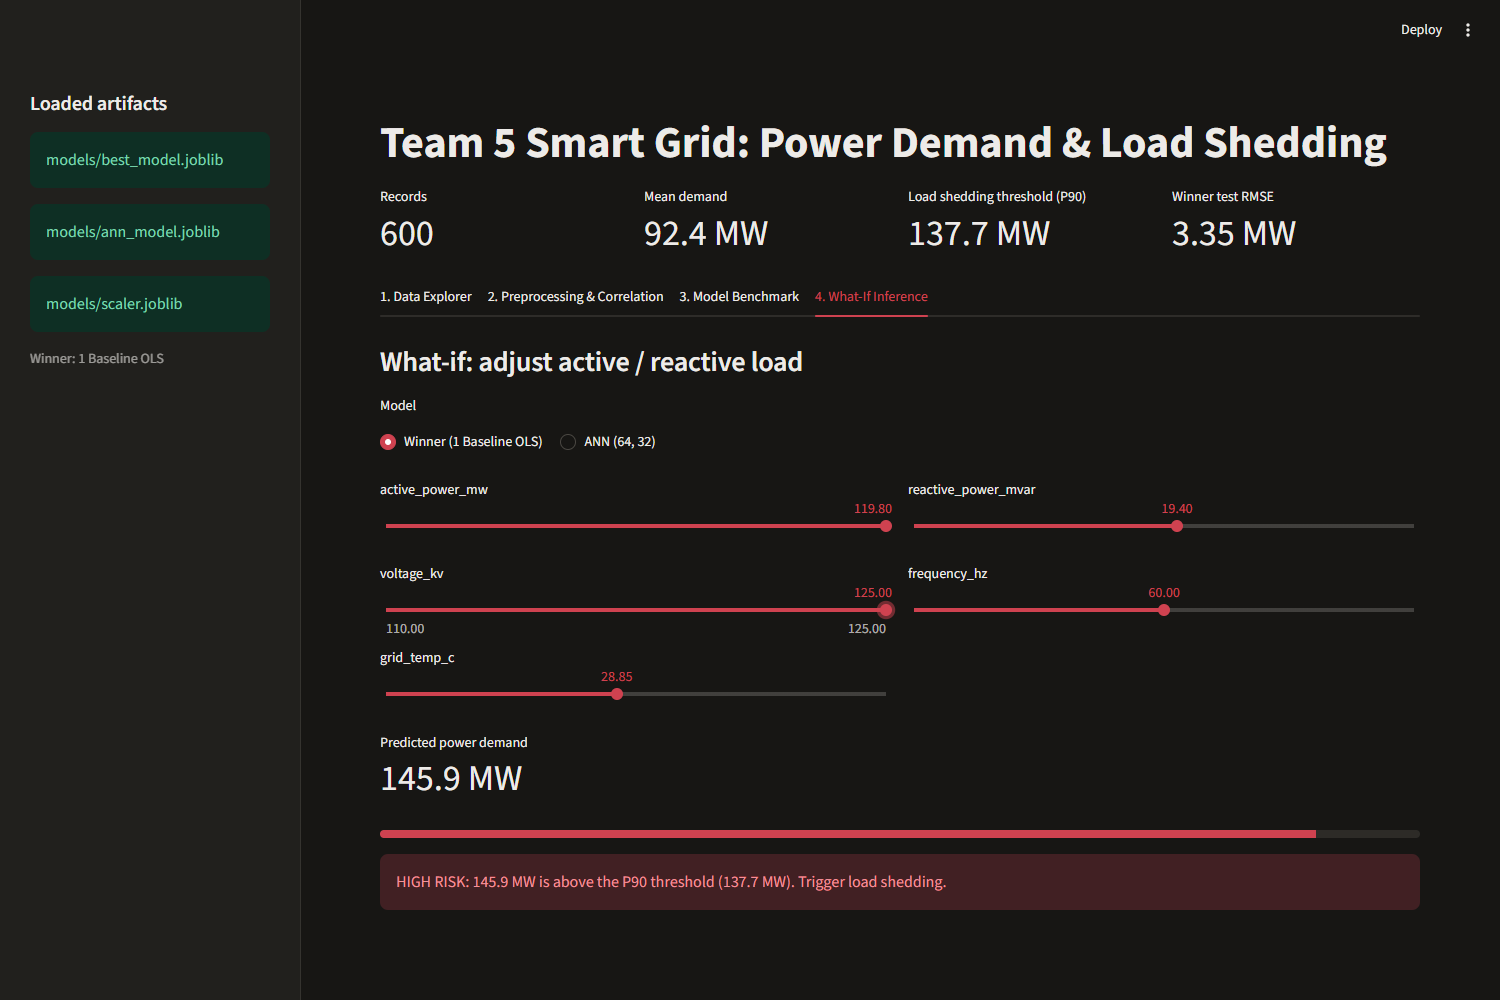 Deploy
Loaded artifacts
models/best_model.joblib
models/ann_model.joblib
models/scaler.joblib
Winner: 1 Baseline OLS
Team 5 Smart Grid: Power Demand & Load Shedding
Records
600
Mean demand
92.4 MW
Load shedding threshold (P90)
137.7 MW
Winner test RMSE
3.35 MW
1. Data Explorer
2. Preprocessing & Correlation
3. Model Benchmark
4. What-If Inference
What-if: adjust active / reactive load
Model
Winner (1 Baseline OLS)
ANN (64, 32)
active_power_mw
119.80
reactive_power_mvar
19.40
voltage_kv
125.00
110.00
125.00
frequency_hz
60.00
grid_temp_c
28.85
Predicted power demand
145.9 MW
HIGH RISK: 145.9 MW is above the P90 threshold (137.7 MW). Trigger load shedding.